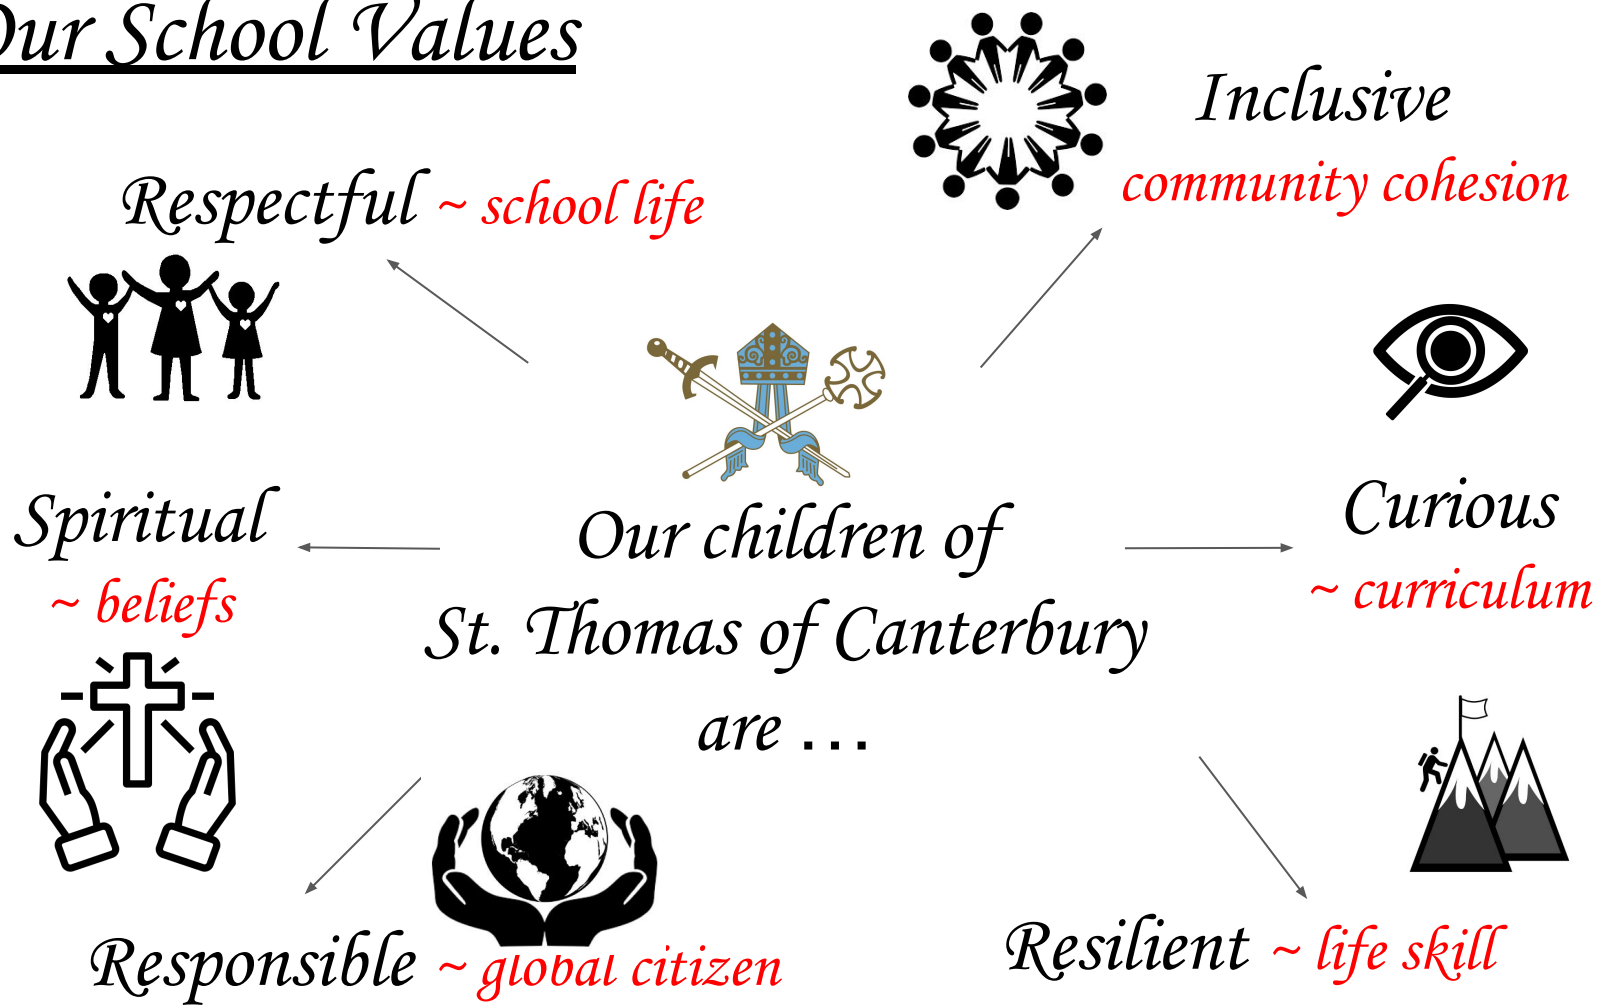 Our School Values
Inclusive
community cohesion
Respectful ~ school life
Spiritual
~ beliefs
Our children of
St. Thomas of Canterbury
are ...
Curious
~ curriculum
Responsible ~ global citizen
Resilient ~ life skill